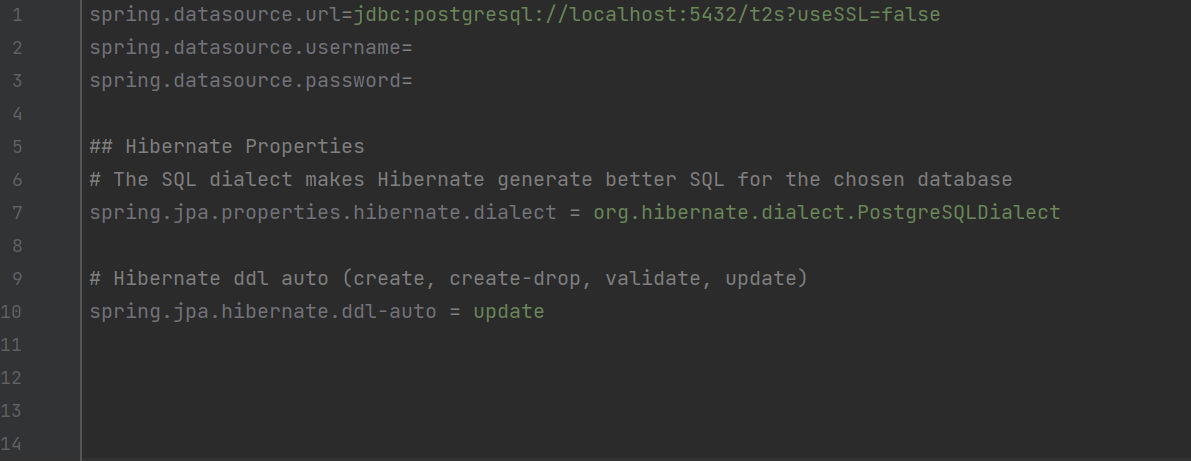 1 spring.datasource.url=jdbc:postgresql://localhost:5432/t2s?useSSL=false
2 spring.datasource.username=
3 spring.datasource.password=
4
5 ## Hibernate Properties
6 # The SQL dialect makes Hibernate generate better SQL for the chosen database
7 spring.jpa.properties.hibernate.dialect = org.hibernate.dialect.PostgreSQLDialect
8
9 # Hibernate ddl auto (create, create-drop, validate, update)
10 spring.jpa.hibernate.ddl-auto = update
11
12
13
14